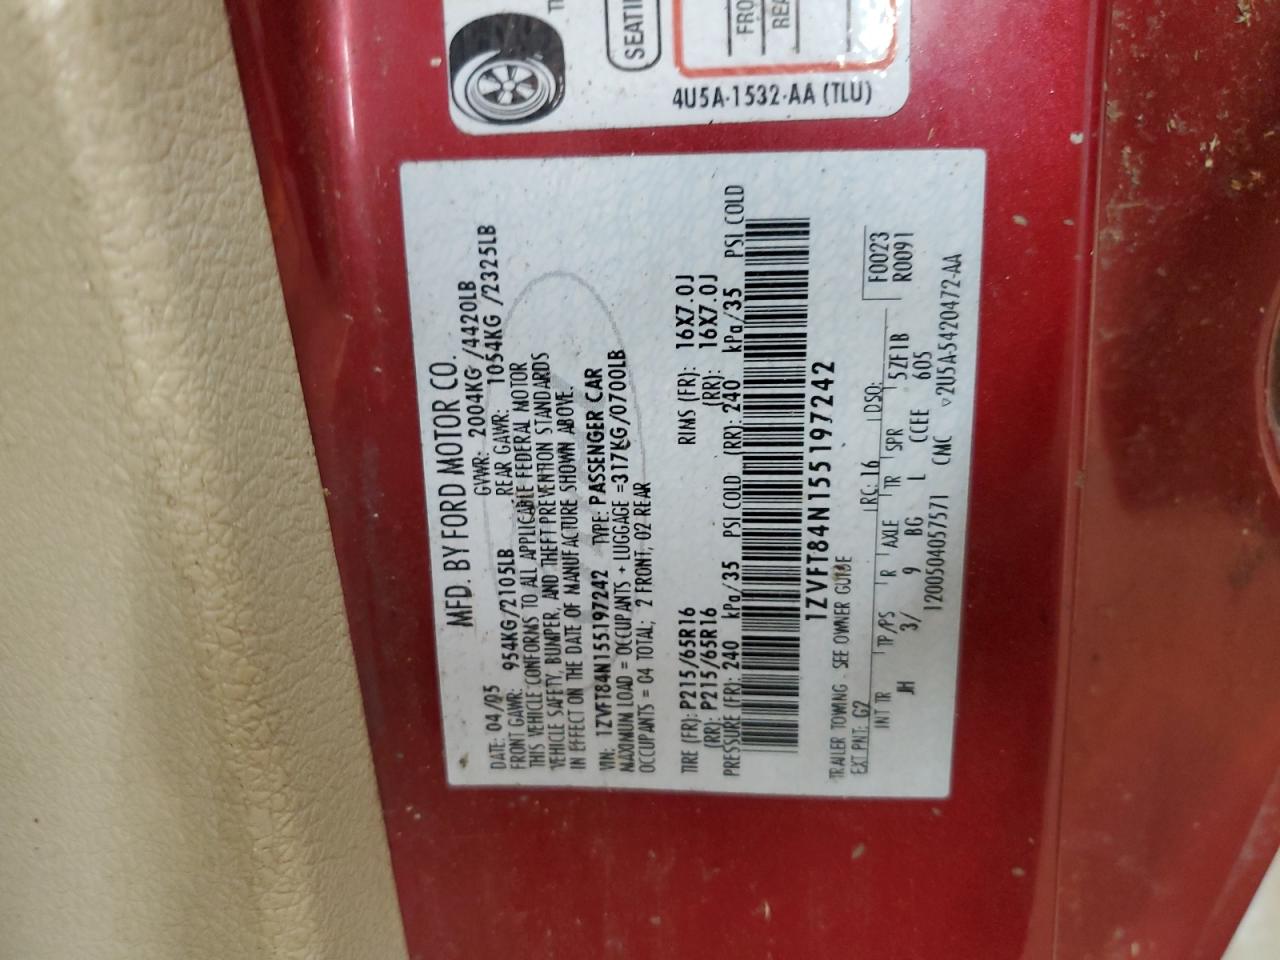 SEATI
FRO
REA
4U5A-1532-AA (TLU)
MFD. BY FORD MOTOR CO.
DATE: 04/05 GVWR: 2004KG /4420LB
FRONT GAWR: 954KG/2105LB REAR GAWR: 1054KG /2325LB
THIS VEHICLE CONFORMS TO ALL APPLICABLE FEDERAL MOTOR
VEHICLE SAFETY, BUMPER, AND THEFT PREVENTION STANDARDS
IN EFFECT ON THE DATE OF MANUFACTURE SHOWN ABOVE.
VIN: 1ZVFT84N155197242 TYPE: PASSENGER CAR
MAXIMUM LOAD = OCCUPANTS + LUGGAGE =317KG/0700LB
OCCUPANTS = 04 TOTAL; 2 FRONT, 02 REAR
TIRE (FR): P215/65R16 RIMS (FR): 16X7.0J
(RR): P215/65R16 (RR): 16X7.0J
PRESSURE (FR): 240 kPa/35 PSI COLD (RR): 240 kPa/35 PSI COLD
1ZVFT84N155197242
TRAILER TOWING - SEE OWNER GUIDE
EXT PNT: G2 RC: 16 DSO: F0023
INT TR TP/PS R AXLE TR SPR 5ZF1B R0091
JH 3/ 9 BG L CCEE 605
1200504057571 CMC ▽2U5A-5420472-AA